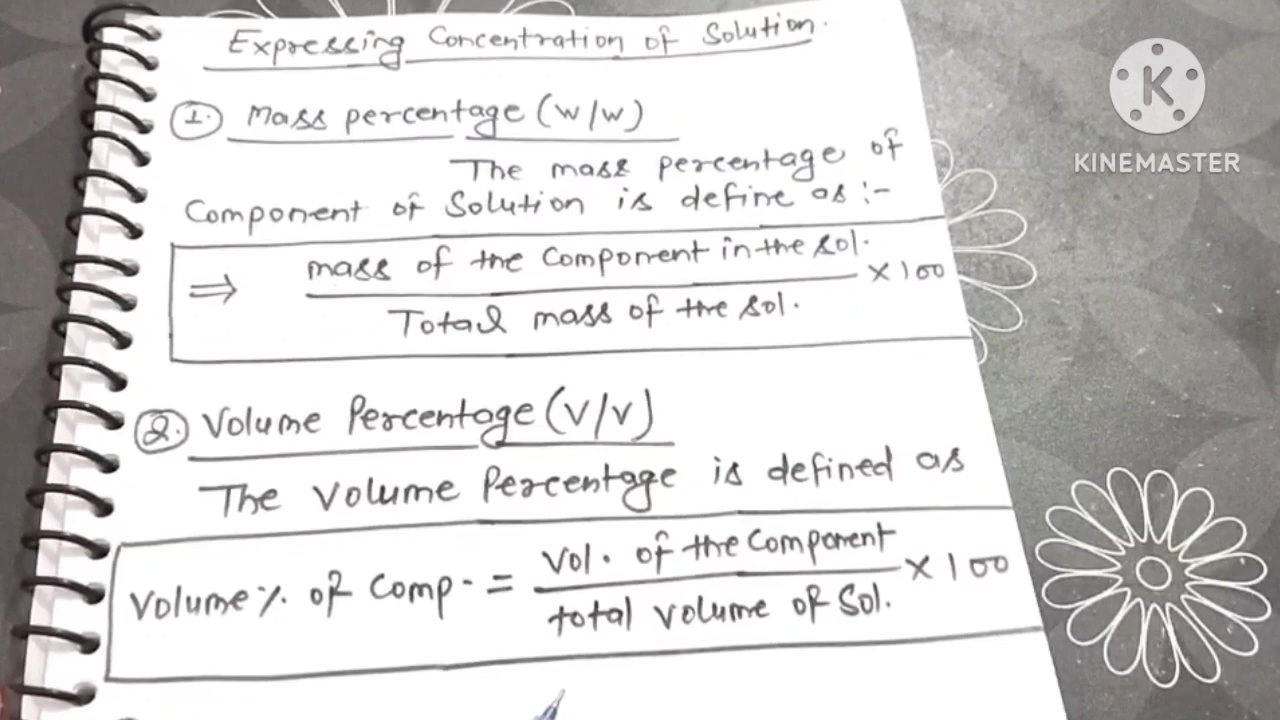 Expressing Concentration of Solution.
1. Mass percentage (w/w)
The mass percentage of
Component of Solution is define as :-
⇒ mass of the Component in the sol.
× 100
Total mass of the sol.
2. Volume Percentage (V/V)
The Volume Percentage is defined as
Volume % of Comp. = Vol. of the Component
× 100
total volume of Sol.
K
KINEMASTER